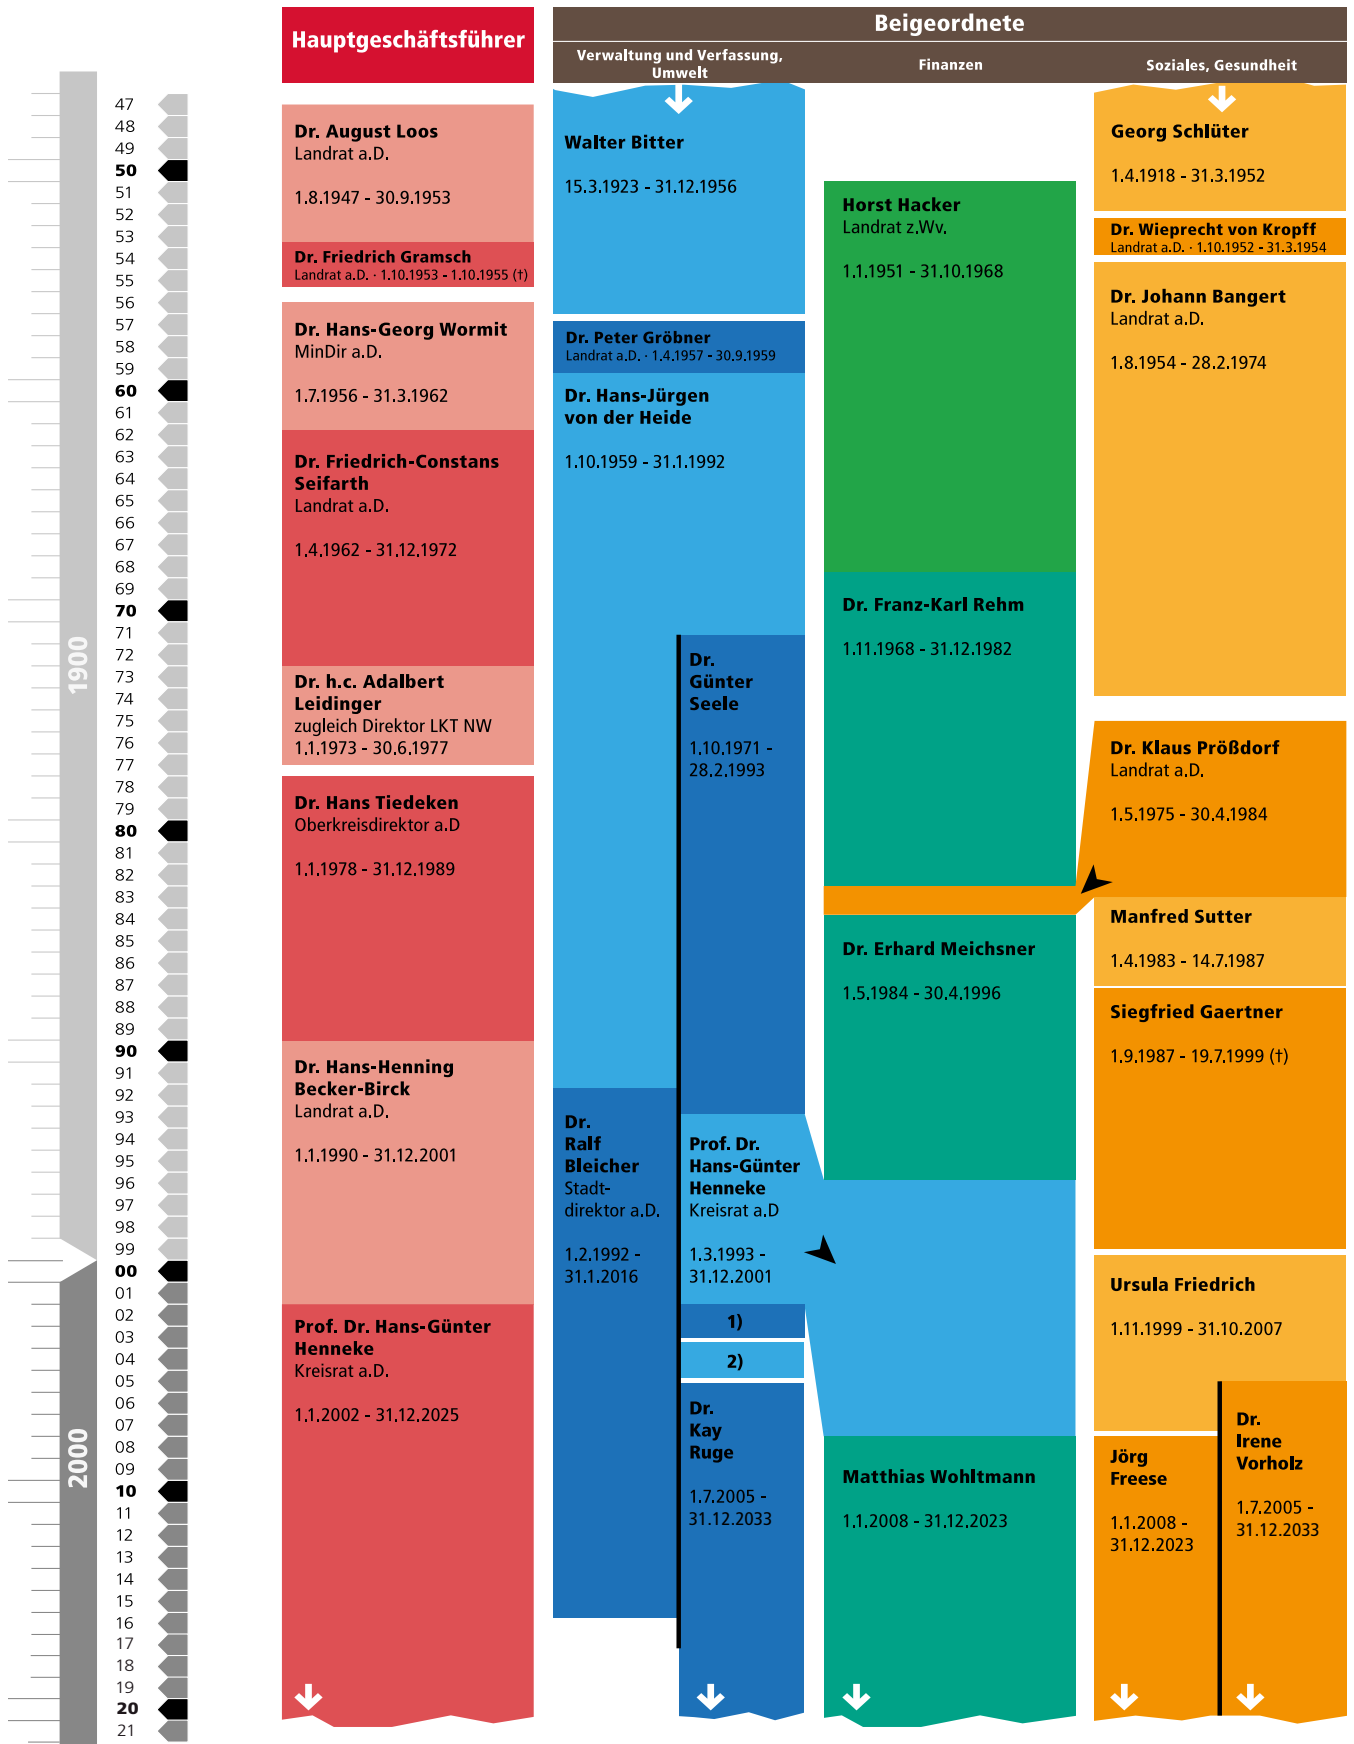 Hauptgeschäftsführer
Beigeordnete
Verwaltung und Verfassung,
Umwelt
Finanzen
Soziales, Gesundheit
1900
2000
47
48
49
50
51
52
53
54
55
56
57
58
59
60
61
62
63
64
65
66
67
68
69
70
71
72
73
74
75
76
77
78
79
80
81
82
83
84
85
86
87
88
89
90
91
92
93
94
95
96
97
98
99
00
01
02
03
04
05
06
07
08
09
10
11
12
13
14
15
16
17
18
19
20
21
Dr. August Loos
Landrat a.D.
1.8.1947 - 30.9.1953
Dr. Friedrich Gramsch
Landrat a.D. · 1.10.1953 - 1.10.1955 (†)
Dr. Hans-Georg Wormit
MinDir a.D.
1.7.1956 - 31.3.1962
Dr. Friedrich-Constans
Seifarth
Landrat a.D.
1.4.1962 - 31.12.1972
Dr. h.c. Adalbert
Leidinger
zugleich Direktor LKT NW
1.1.1973 - 30.6.1977
Dr. Hans Tiedeken
Oberkreisdirektor a.D
1.1.1978 - 31.12.1989
Dr. Hans-Henning
Becker-Birck
Landrat a.D.
1.1.1990 - 31.12.2001
Prof. Dr. Hans-Günter
Henneke
Kreisrat a.D.
1.1.2002 - 31.12.2025
Walter Bitter
15.3.1923 - 31.12.1956
Dr. Peter Gröbner
Landrat a.D. · 1.4.1957 - 30.9.1959
Dr. Hans-Jürgen
von der Heide
1.10.1959 - 31.1.1992
Dr.
Günter
Seele
1.10.1971 -
28.2.1993
Dr.
Ralf
Bleicher
Stadt-
direktor a.D.
1.2.1992 -
31.1.2016
Prof. Dr.
Hans-Günter
Henneke
Kreisrat a.D
1.3.1993 -
31.12.2001
1)
2)
Dr.
Kay
Ruge
1.7.2005 -
31.12.2033
Horst Hacker
Landrat z.Wv.
1.1.1951 - 31.10.1968
Dr. Franz-Karl Rehm
1.11.1968 - 31.12.1982
Dr. Erhard Meichsner
1.5.1984 - 30.4.1996
Matthias Wohltmann
1.1.2008 - 31.12.2023
Georg Schlüter
1.4.1918 - 31.3.1952
Dr. Wieprecht von Kropff
Landrat a.D. · 1.10.1952 - 31.3.1954
Dr. Johann Bangert
Landrat a.D.
1.8.1954 - 28.2.1974
Dr. Klaus Prößdorf
Landrat a.D.
1.5.1975 - 30.4.1984
Manfred Sutter
1.4.1983 - 14.7.1987
Siegfried Gaertner
1.9.1987 - 19.7.1999 (†)
Ursula Friedrich
1.11.1999 - 31.10.2007
Jörg
Freese
1.1.2008 -
31.12.2023
Dr.
Irene
Vorholz
1.7.2005 -
31.12.2033